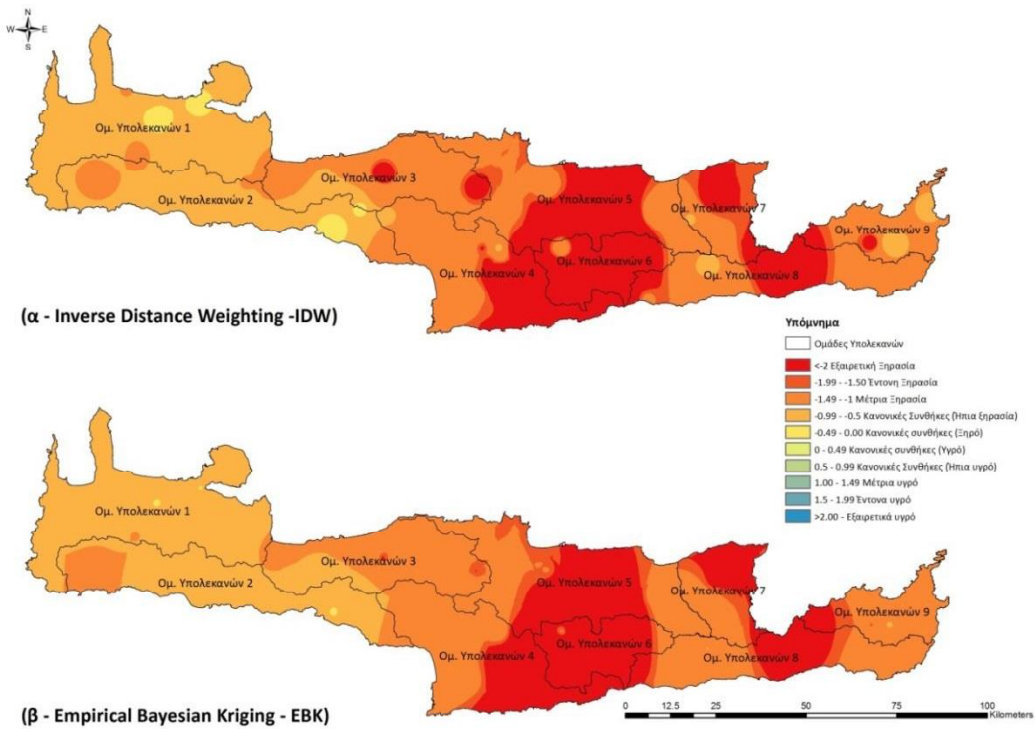 N
W E
S
Ομ. Υπολεκανών 1
Ομ. Υπολεκανών 2
Ομ. Υπολεκανών 3
Ομ. Υπολεκανών 5
Ομ. Υπολεκανών 7
Ομ. Υπολεκανών 9
Ομ. Υπολεκανών 4
Ομ. Υπολεκανών 6
Ομ. Υπολεκανών 8
(α - Inverse Distance Weighting -IDW)
Υπόμνημα
Ομάδες Υπολεκανών
<-2 Εξαιρετική Ξηρασία
-1.99 - -1.50 Έντονη Ξηρασία
-1.49 - -1 Μέτρια Ξηρασία
-0.99 - -0.5 Κανονικές Συνθήκες (Ήπια ξηρασία)
-0.49 - 0.00 Κανονικές συνθήκες (Ξηρό)
0 - 0.49 Κανονικές συνθήκες (Υγρό)
0.5 - 0.99 Κανονικές Συνθήκες (Ήπια υγρό)
1.00 - 1.49 Μέτρια υγρό
1.5 - 1.99 Έντονα υγρό
>2.00 - Εξαιρετικά υγρό
Ομ. Υπολεκανών 1
Ομ. Υπολεκανών 2
Ομ. Υπολεκανών 3
Ομ. Υπολεκανών 5
Ομ. Υπολεκανών 7
Ομ. Υπολεκανών 9
Ομ. Υπολεκανών 4
Ομ. Υπολεκανών 6
Ομ. Υπολεκανών 8
(β - Empirical Bayesian Kriging - EBK)
0 12.5 25 50 75 100
Kilometers